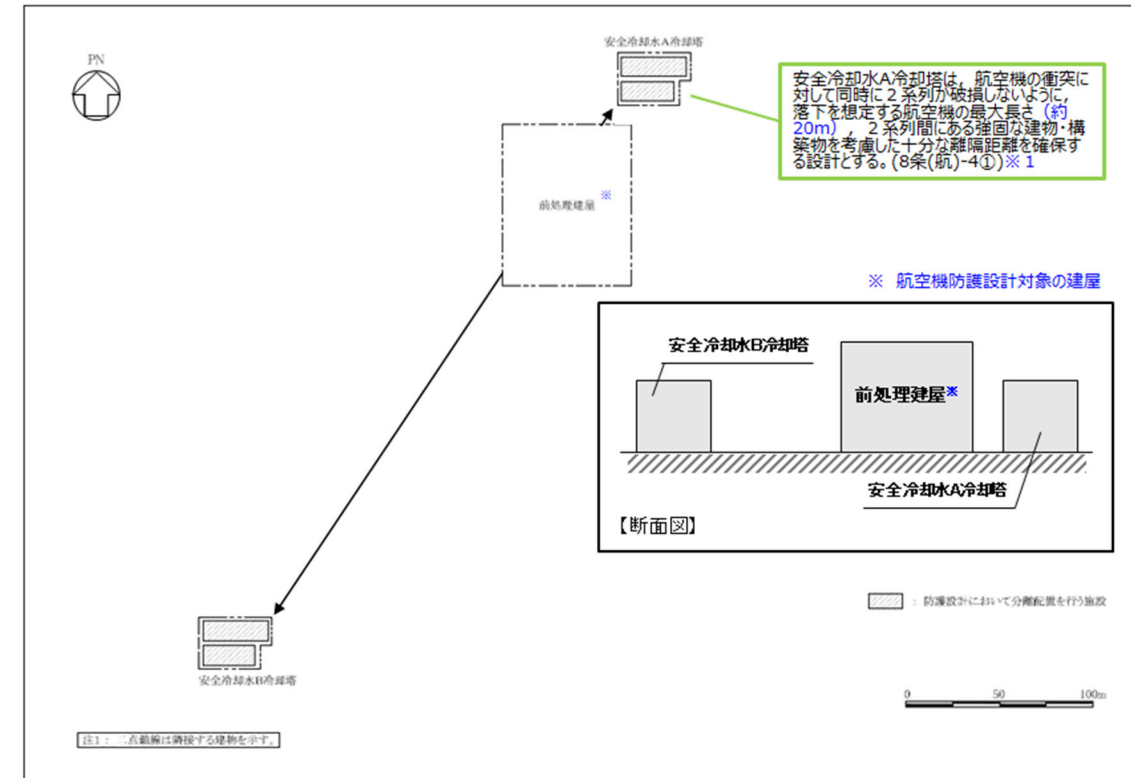 PN
安全冷却水A冷却塔
安全冷却水A冷却塔は，航空機の衝突に
対して同時に２系列が破損しないように，
落下を想定する航空機の最大長さ（約
20m），２系列間にある強固な建物・構
築物を考慮した十分な離隔距離を確保す
る設計とする。(8条(航)-4①)※１
前処理建屋 ※
※ 航空機防護設計対象の建屋
安全冷却水B冷却塔
前処理建屋※
安全冷却水A冷却塔
【断面図】
：防護設計において分離配置を行う施設
安全冷却水B冷却塔
0 50 100m
注1：二点鎖線は隣接する建物を示す。